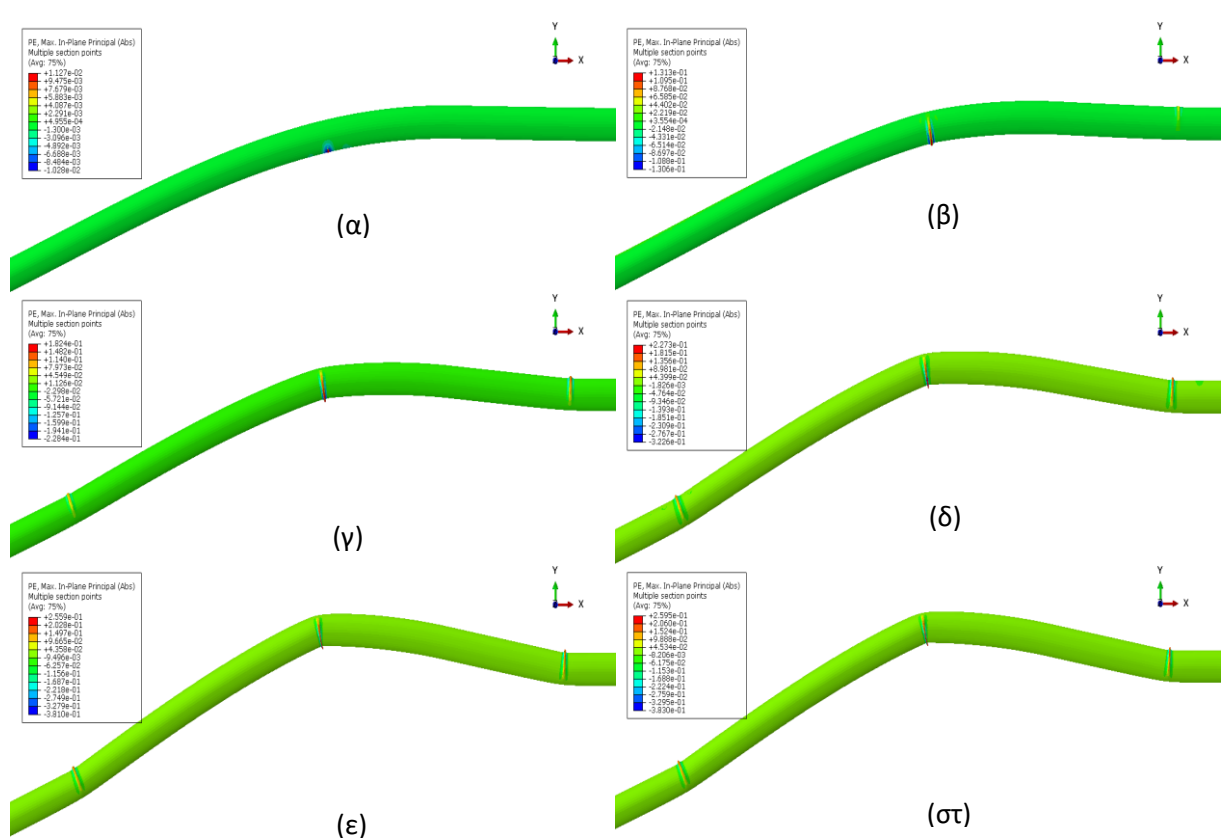 PE, Max. In-Plane Principal (Abs)
Multiple section points
(Avg: 75%)
+1.127e-02
+9.475e-03
+7.679e-03
+5.883e-03
+4.087e-03
+2.291e-03
+4.955e-04
-1.300e-03
-3.096e-03
-4.892e-03
-6.688e-03
-8.484e-03
-1.028e-02
Y
X
(α)
PE, Max. In-Plane Principal (Abs)
Multiple section points
(Avg: 75%)
+1.313e-01
+1.095e-01
+8.768e-02
+6.585e-02
+4.402e-02
+2.219e-02
+3.554e-04
-2.148e-02
-4.331e-02
-6.514e-02
-8.697e-02
-1.088e-01
-1.306e-01
Y
X
(β)
PE, Max. In-Plane Principal (Abs)
Multiple section points
(Avg: 75%)
+1.824e-01
+1.482e-01
+1.140e-01
+7.973e-02
+4.549e-02
+1.126e-02
-2.298e-02
-5.721e-02
-9.144e-02
-1.257e-01
-1.599e-01
-1.941e-01
-2.284e-01
Y
X
(γ)
PE, Max. In-Plane Principal (Abs)
Multiple section points
(Avg: 75%)
+2.273e-01
+1.815e-01
+1.356e-01
+8.981e-02
+4.399e-02
-1.826e-03
-4.764e-02
-9.346e-02
-1.393e-01
-1.851e-01
-2.309e-01
-2.767e-01
-3.226e-01
Y
X
(δ)
PE, Max. In-Plane Principal (Abs)
Multiple section points
(Avg: 75%)
+2.559e-01
+2.028e-01
+1.497e-01
+9.665e-02
+4.358e-02
-9.496e-03
-6.257e-02
-1.156e-01
-1.687e-01
-2.218e-01
-2.749e-01
-3.279e-01
-3.810e-01
Y
X
(ε)
PE, Max. In-Plane Principal (Abs)
Multiple section points
(Avg: 75%)
+2.595e-01
+2.060e-01
+1.524e-01
+9.888e-02
+4.534e-02
-8.206e-03
-6.175e-02
-1.153e-01
-1.688e-01
-2.224e-01
-2.759e-01
-3.295e-01
-3.830e-01
Y
X
(στ)